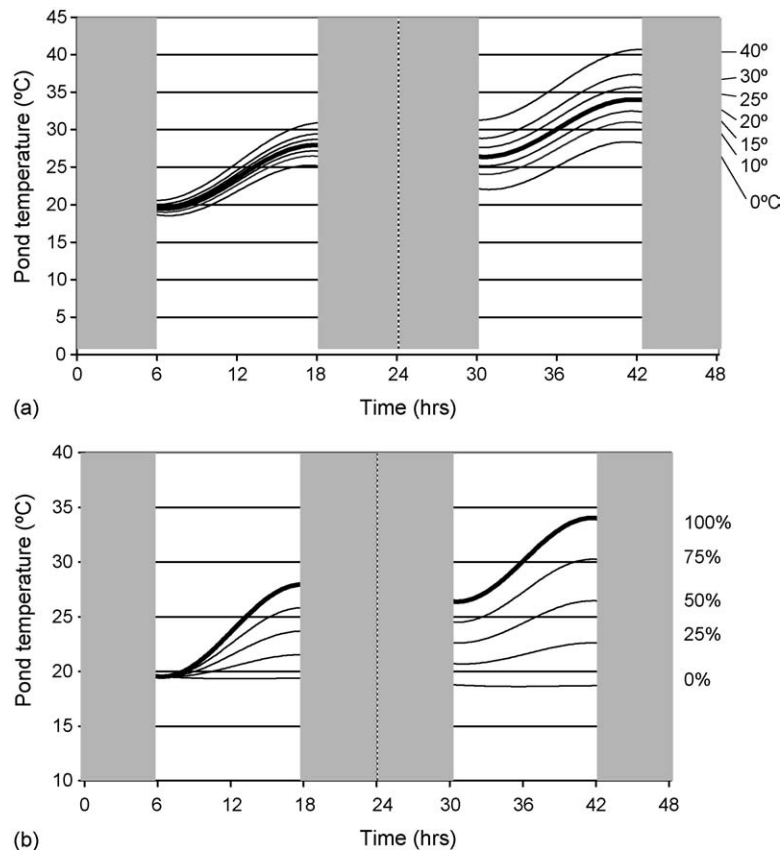 Pond temperature (ºC)
45
40
35
30
25
20
15
10
5
0
40º
30º
25º
20º
15º
10º
0ºC
0 6 12 18 24 30 36 42 48
(a) Time (hrs)
Pond temperature (ºC)
40
35
30
25
20
15
10
100%
75%
50%
25%
0%
0 6 12 18 24 30 36 42 48
(b) Time (hrs)